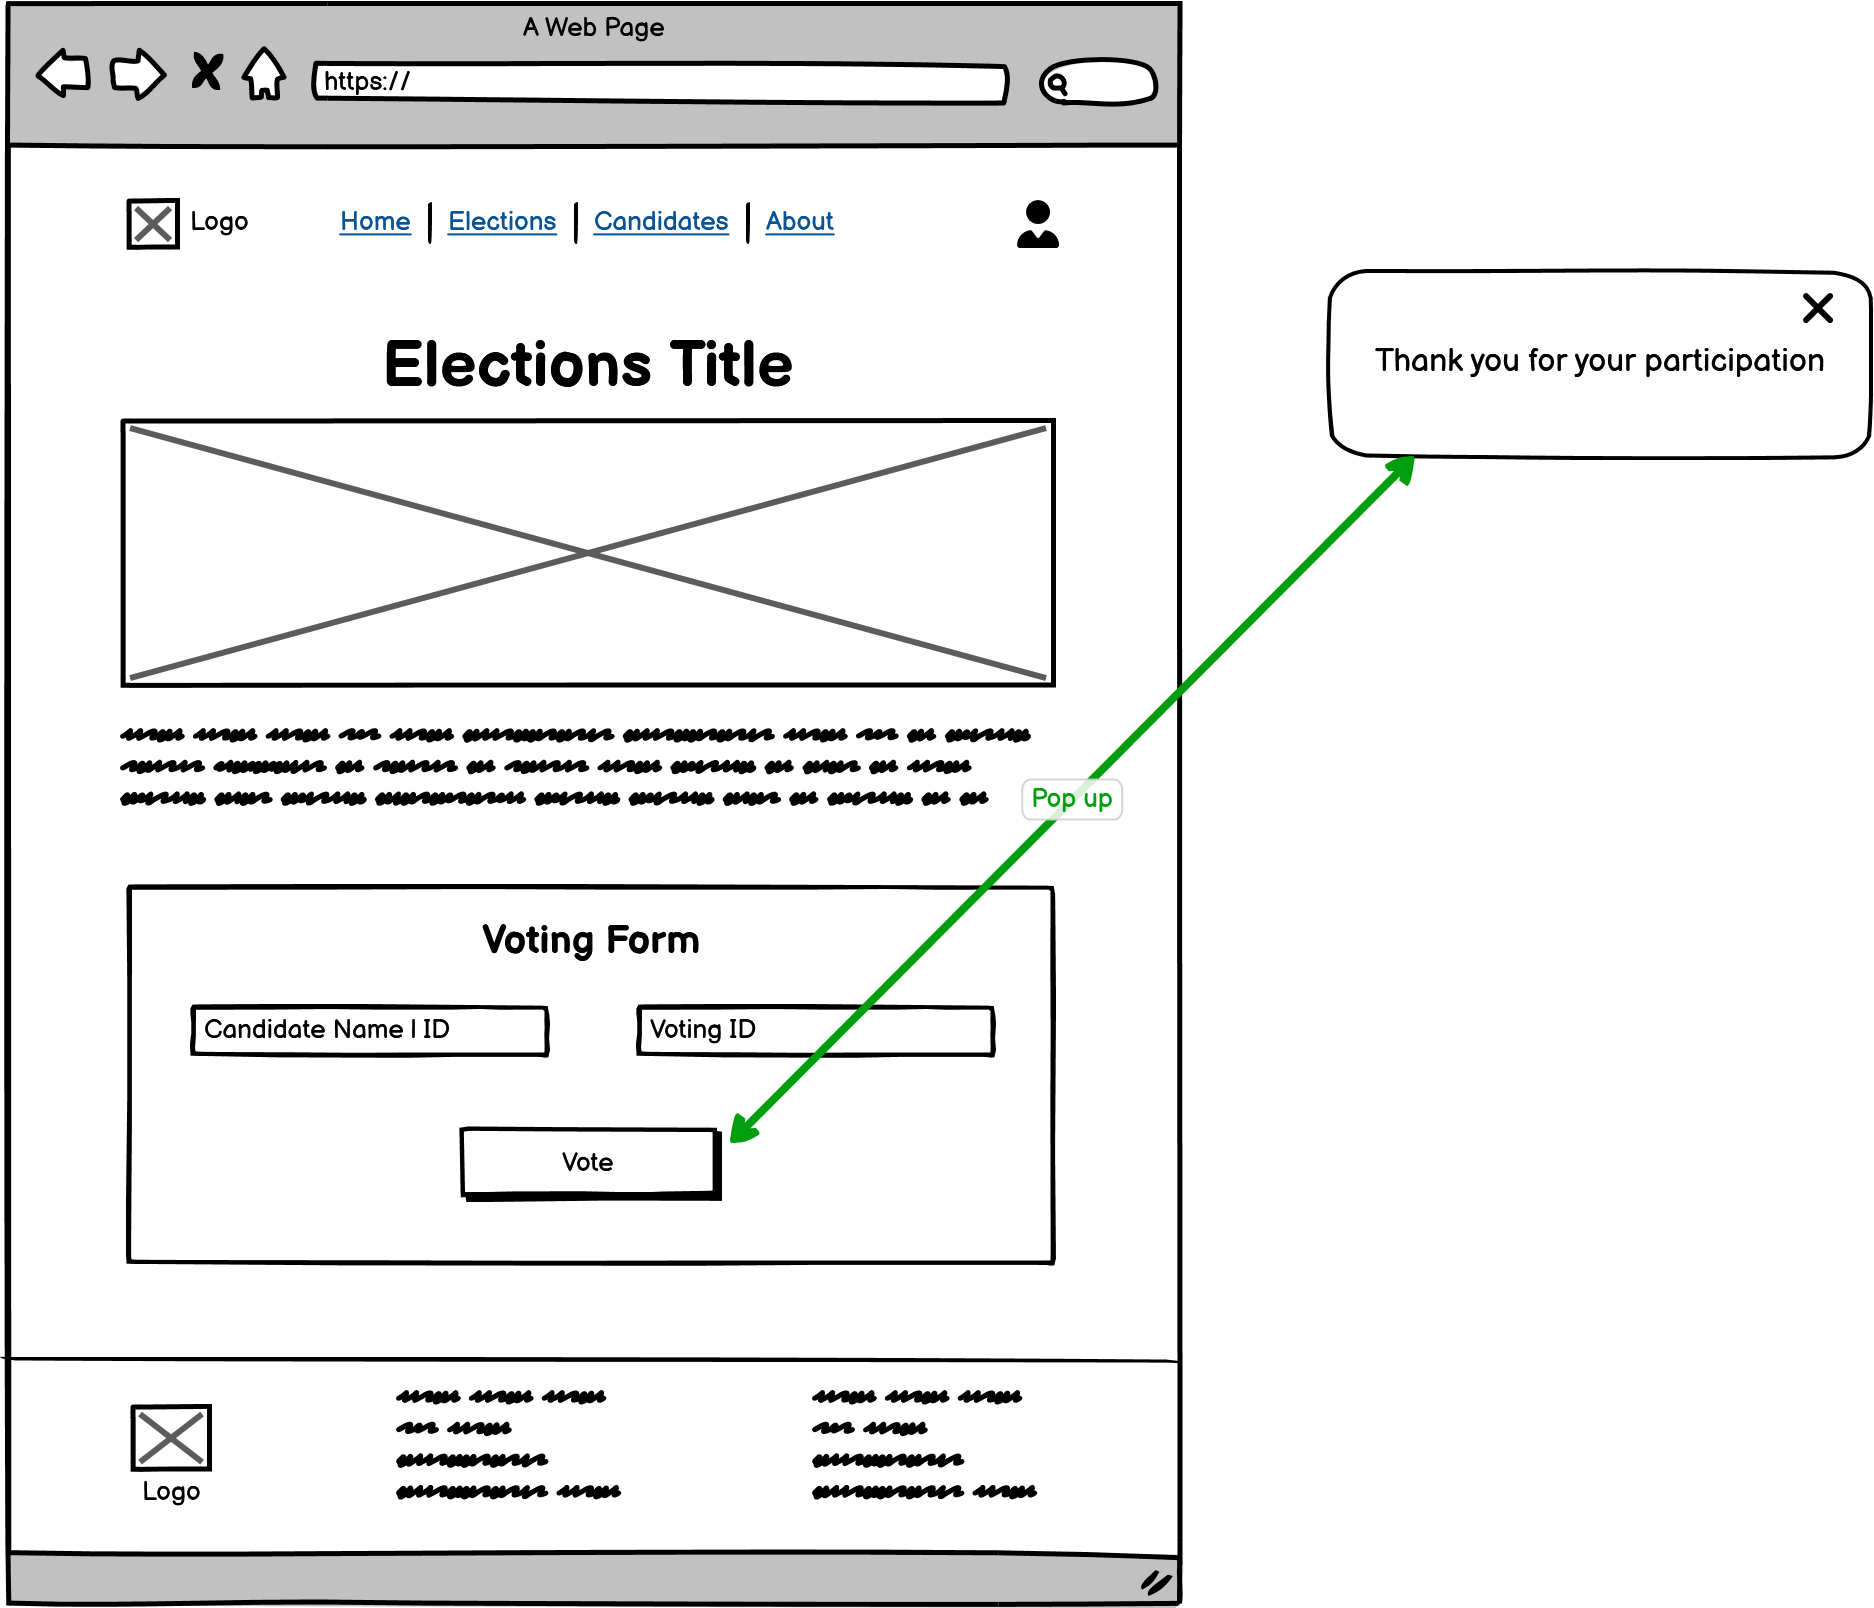 A Web Page
https://
Logo
Home
Elections
Candidates
About
Thank you for your participation
Elections Title
Pop up
Voting Form
Candidate Name | ID
Voting ID
Vote
Logo